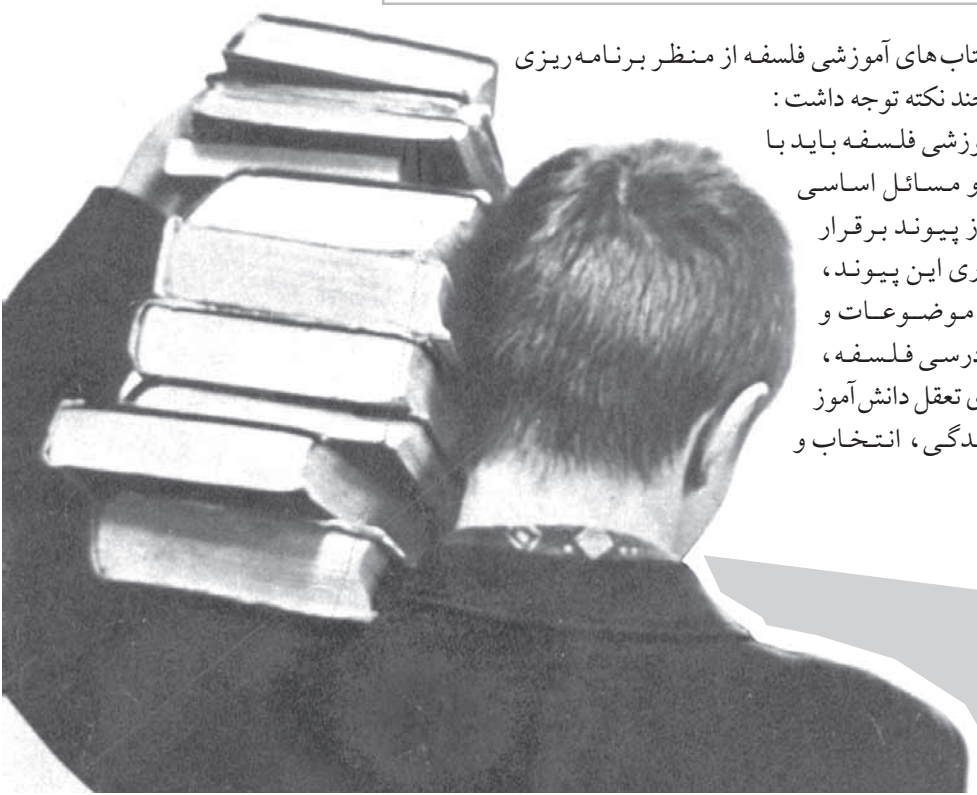 تاب‌های آموزشی فلسفه از منظر برنامه‌ریزی
چند نکته توجه داشت :
وزشی فلسفه باید با
و مسائل اساسی
ز پیوند برقرار
ری این پیوند،
موضوعات و
درسی فلسفه،
ی تعقل دانش‌آموز
دگی، انتخاب و